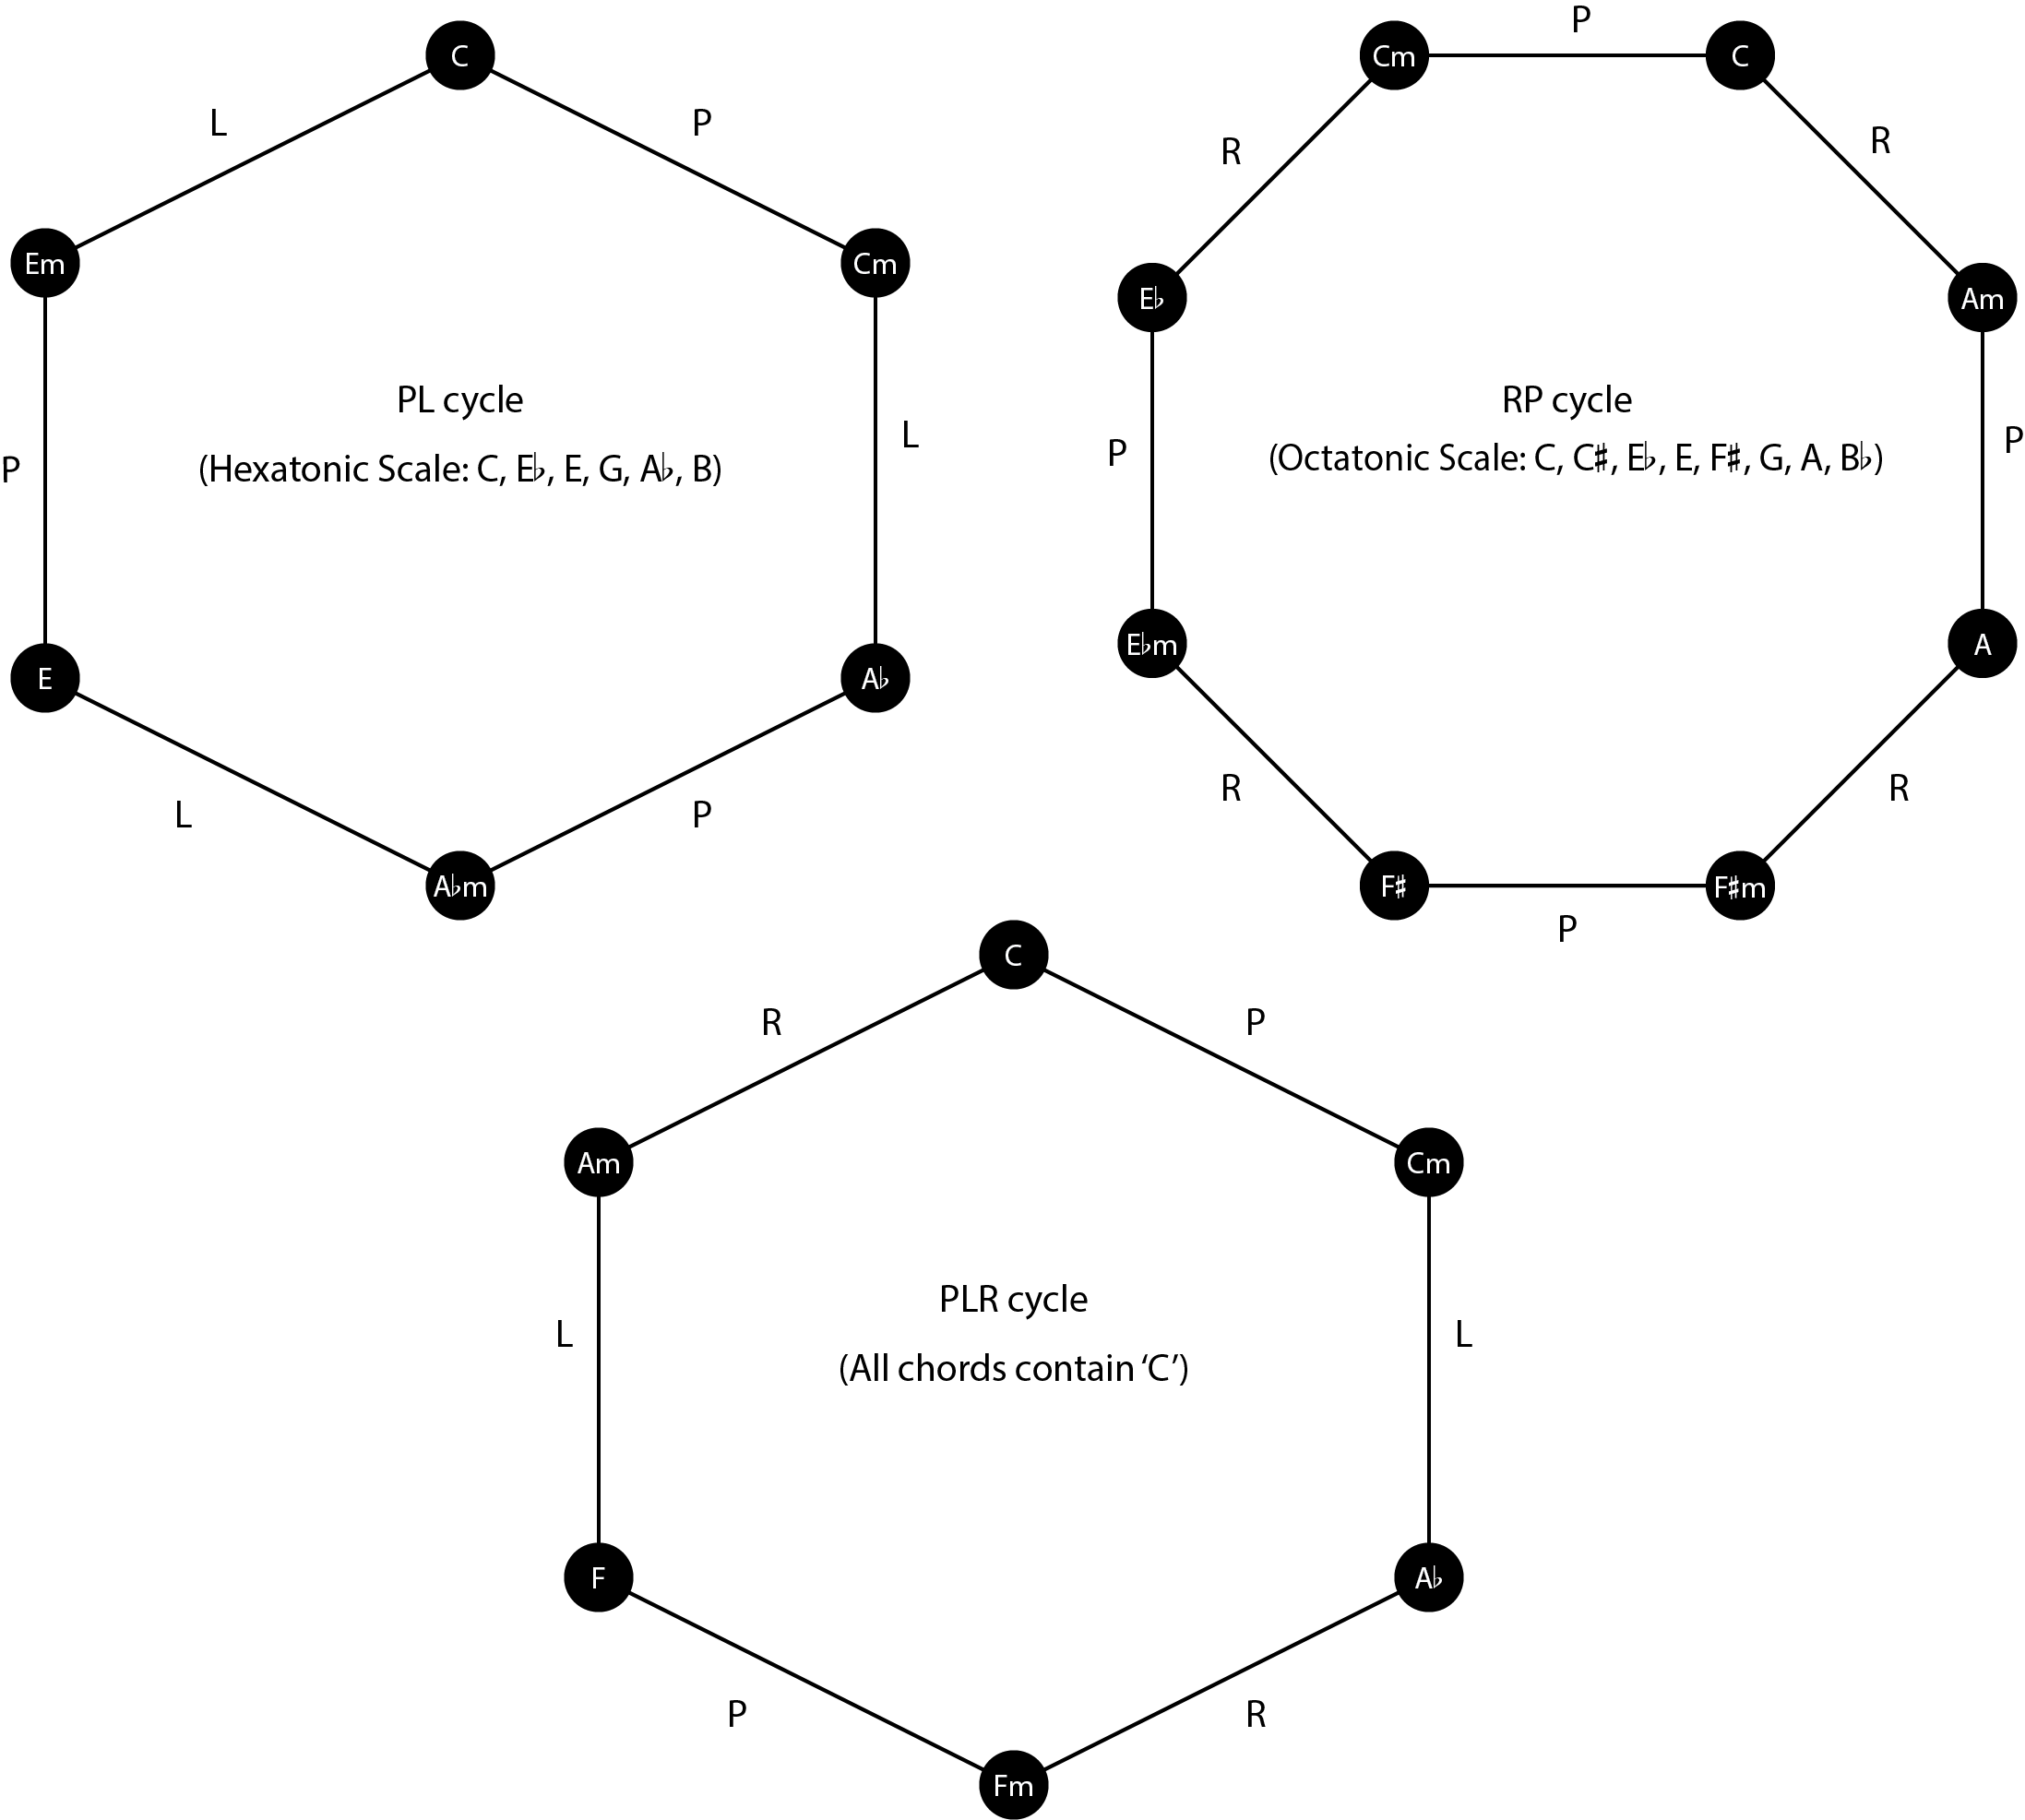 P
Cm
C
C
L
P
R
R
Em
Cm
E♭
Am
PL cycle
RP cycle
L
P
P
(Hexatonic Scale: C, E♭, E, G, A♭, B)
(Octatonic Scale: C, C♯, E♭, E, F♯, G, A, B♭)
P
E
A♭
E♭m
A
L
P
R
R
A♭m
F♯
F♯m
P
C
R
P
Am
Cm
PLR cycle
L
L
(All chords contain ‘C’)
F
A♭
P
R
Fm